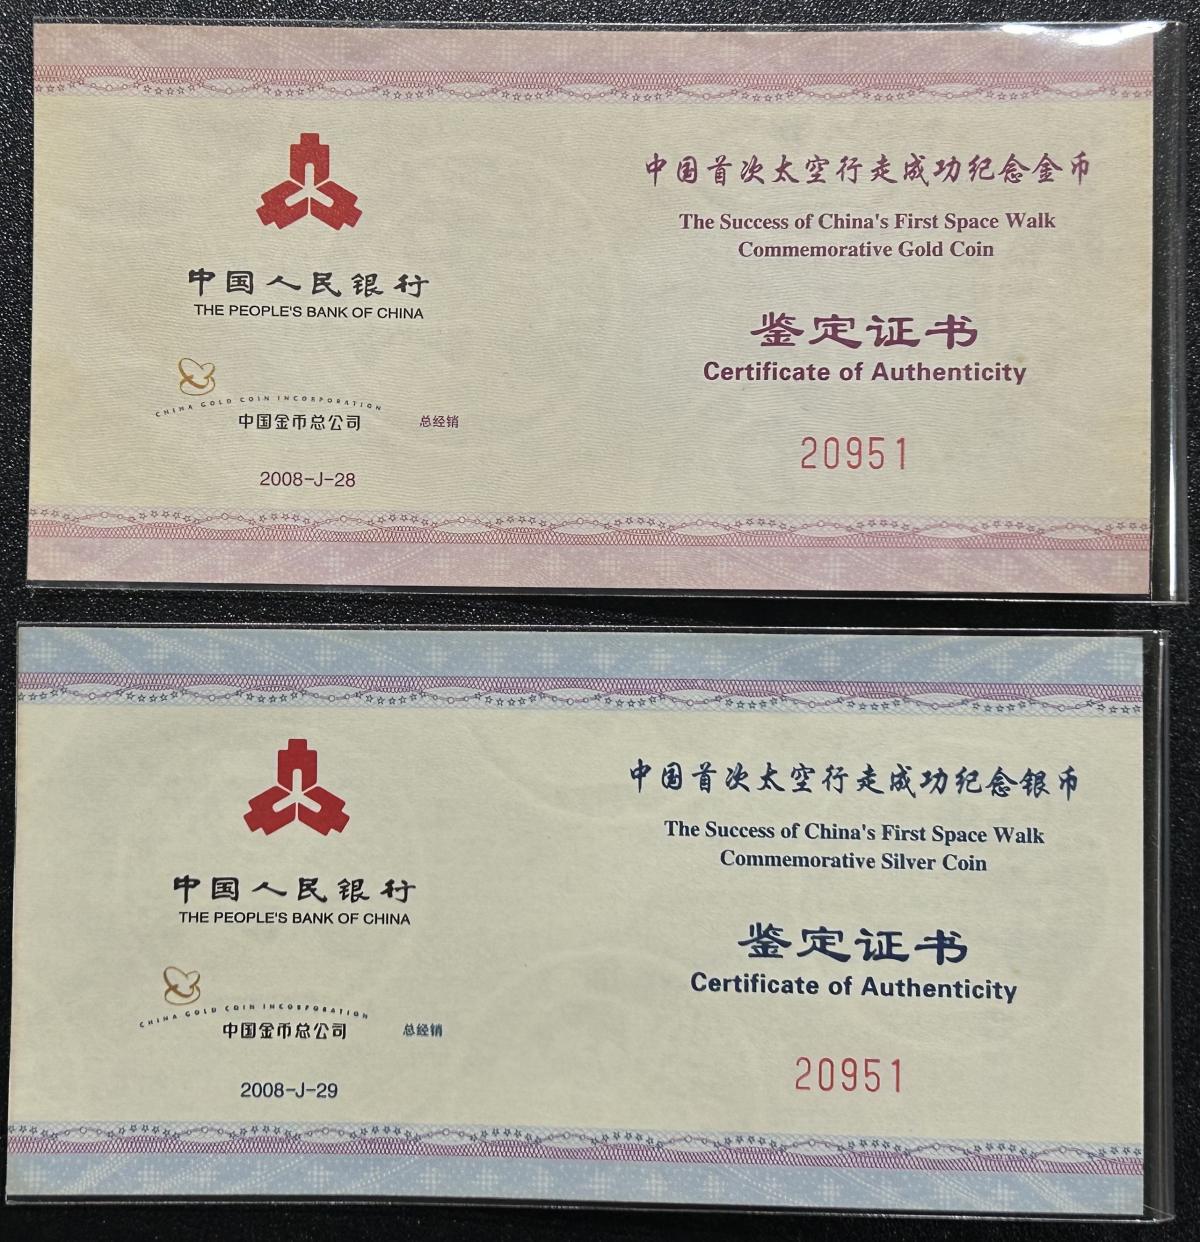 中国人民银行
THE PEOPLE'S BANK OF CHINA
CHINA GOLD COIN INCORPORATION
中国金币总公司 总经销
2008-J-28
中国首次太空行走成功纪念金币
The Success of China's First Space Walk
Commemorative Gold Coin
鉴定证书
Certificate of Authenticity
20951
中国人民银行
THE PEOPLE'S BANK OF CHINA
CHINA GOLD COIN INCORPORATION
中国金币总公司 总经销
2008-J-29
中国首次太空行走成功纪念银币
The Success of China's First Space Walk
Commemorative Silver Coin
鉴定证书
Certificate of Authenticity
20951